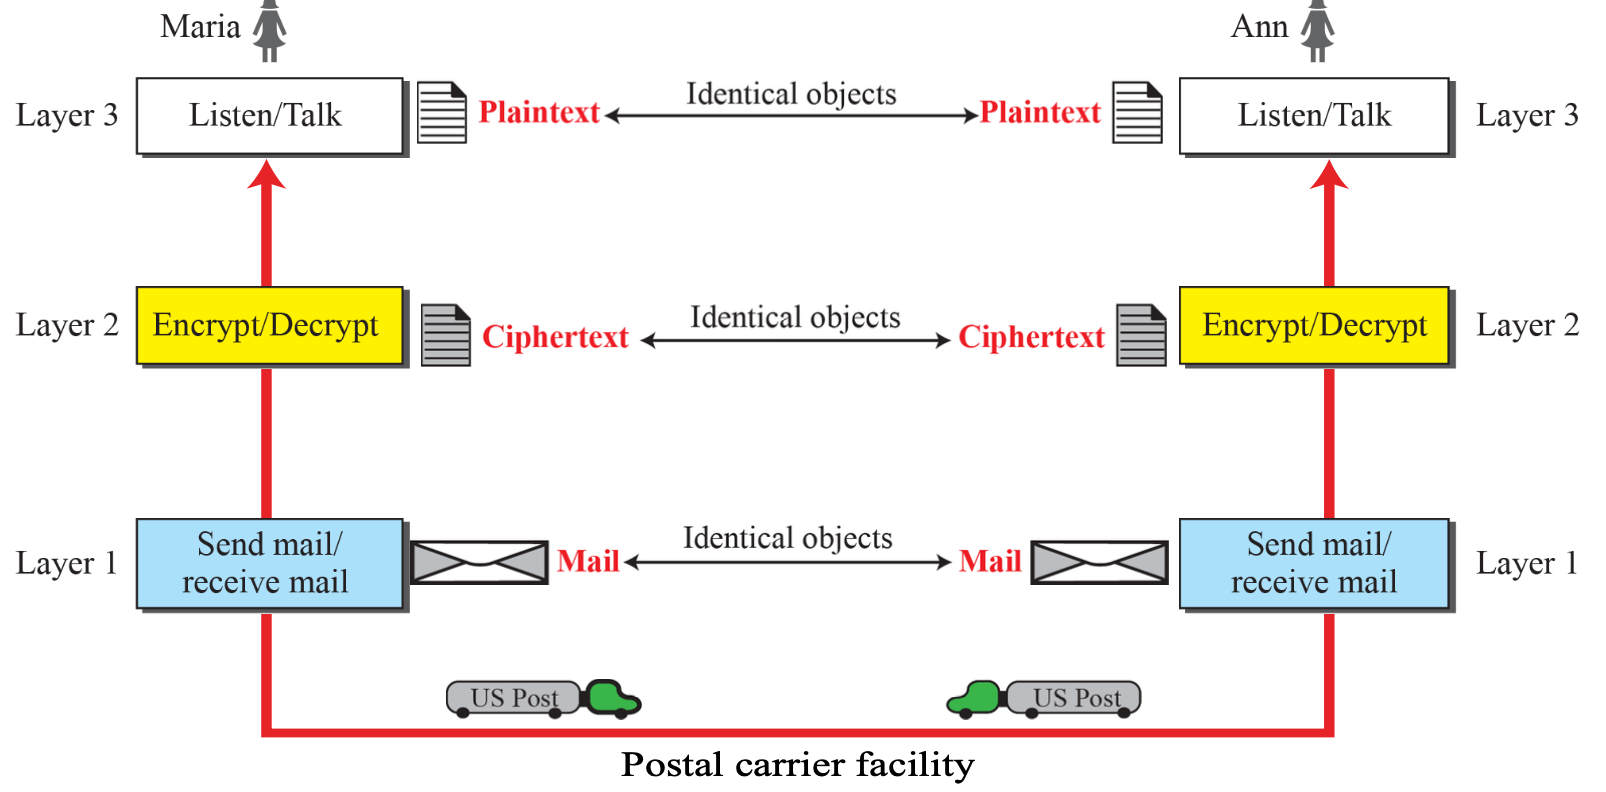 Maria
Ann
Layer 3
Listen/Talk
Plaintext
Identical objects
Plaintext
Listen/Talk
Layer 3
Layer 2
Encrypt/Decrypt
Ciphertext
Identical objects
Ciphertext
Encrypt/Decrypt
Layer 2
Layer 1
Send mail/
receive mail
Mail
Identical objects
Mail
Send mail/
receive mail
Layer 1
US Post
US Post
Postal carrier facility